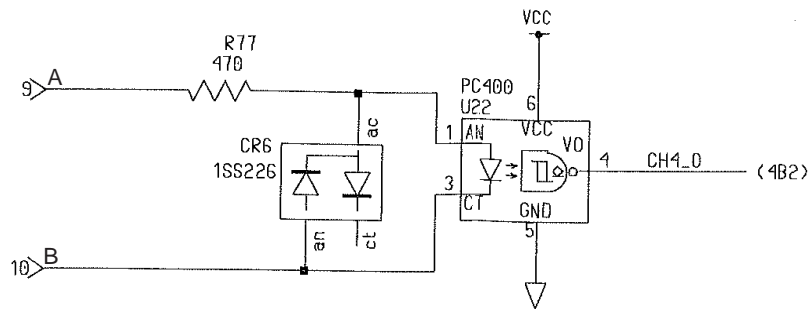 VCC
R77
470
9 A
PC400
U22
6
VCC
1 AN
VO
ac
CR6
1SS226
4
CH4_0
(4B2)
3
CT
GND
5
an
ct
10 B